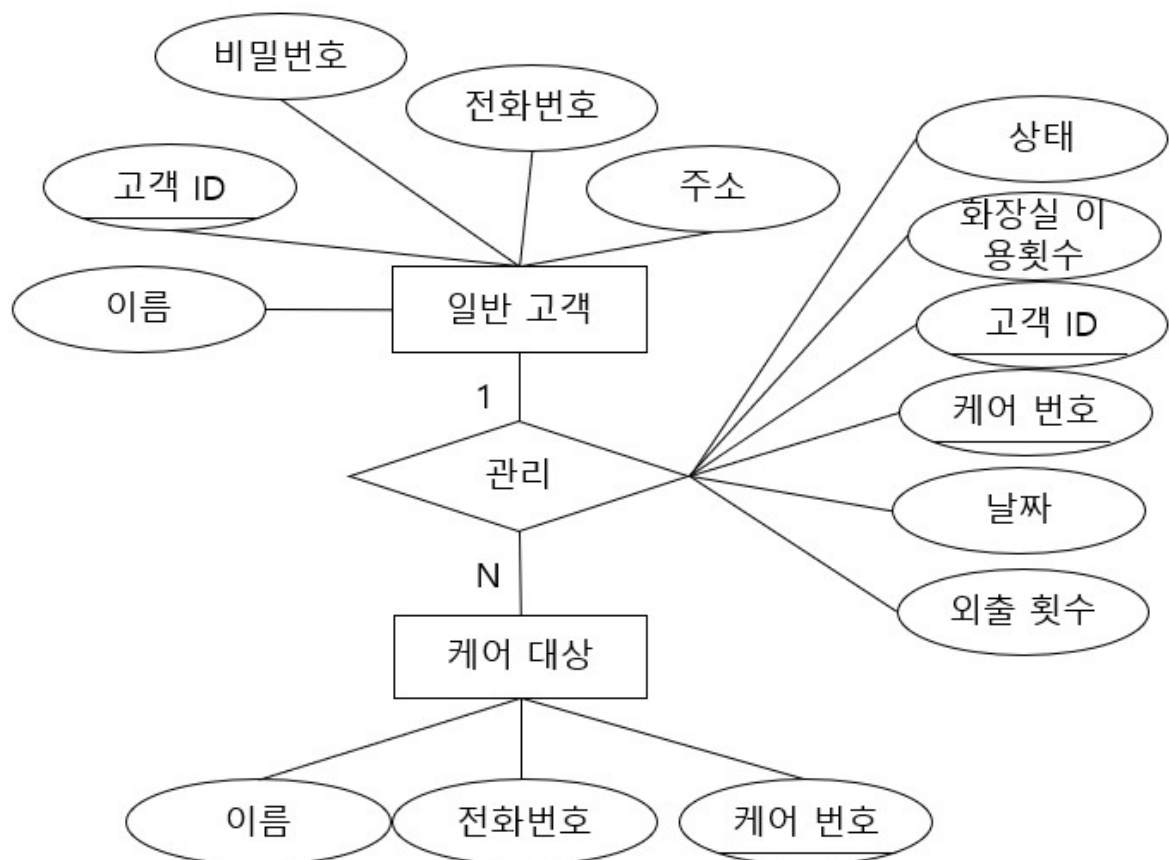 비밀번호
전화번호
고객 ID
주소
이름
일반 고객
1
관리
N
케어 대상
이름
전화번호
케어 번호
상태
화장실 이
용횟수
고객 ID
케어 번호
날짜
외출 횟수